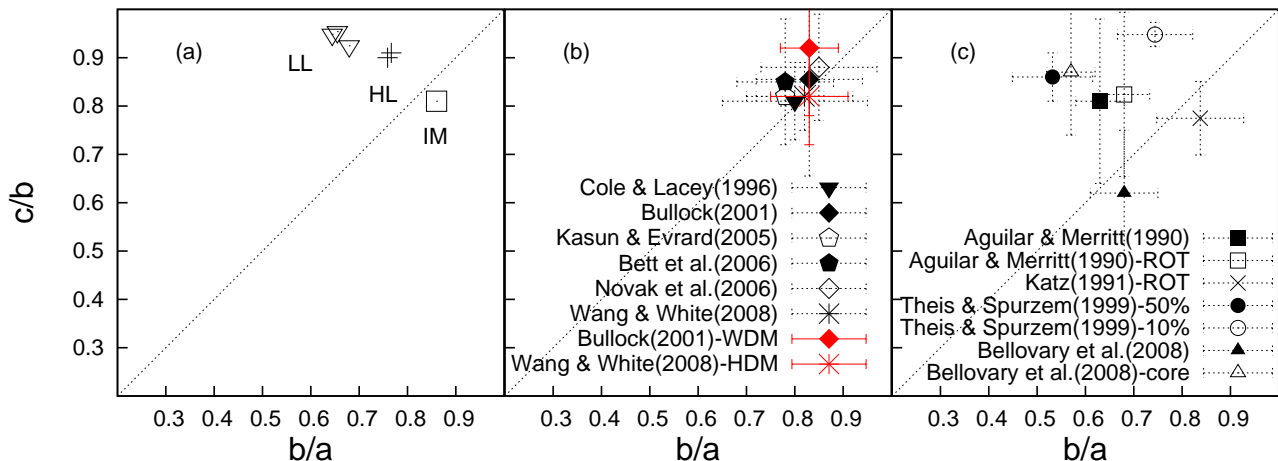 (a)
LL
HL
IM
c/b
0.9
0.8
0.7
0.6
0.5
0.4
0.3
0.3 0.4 0.5 0.6 0.7 0.8 0.9
b/a
(b)
Cole & Lacey(1996)
Bullock(2001)
Kasun & Evrard(2005)
Bett et al.(2006)
Novak et al.(2006)
Wang & White(2008)
Bullock(2001)-WDM
Wang & White(2008)-HDM
0.3 0.4 0.5 0.6 0.7 0.8 0.9
b/a
(c)
Aguilar & Merritt(1990)
Aguilar & Merritt(1990)-ROT
Katz(1991)-ROT
Theis & Spurzem(1999)-50%
Theis & Spurzem(1999)-10%
Bellovary et al.(2008)
Bellovary et al.(2008)-core
0.3 0.4 0.5 0.6 0.7 0.8 0.9
b/a